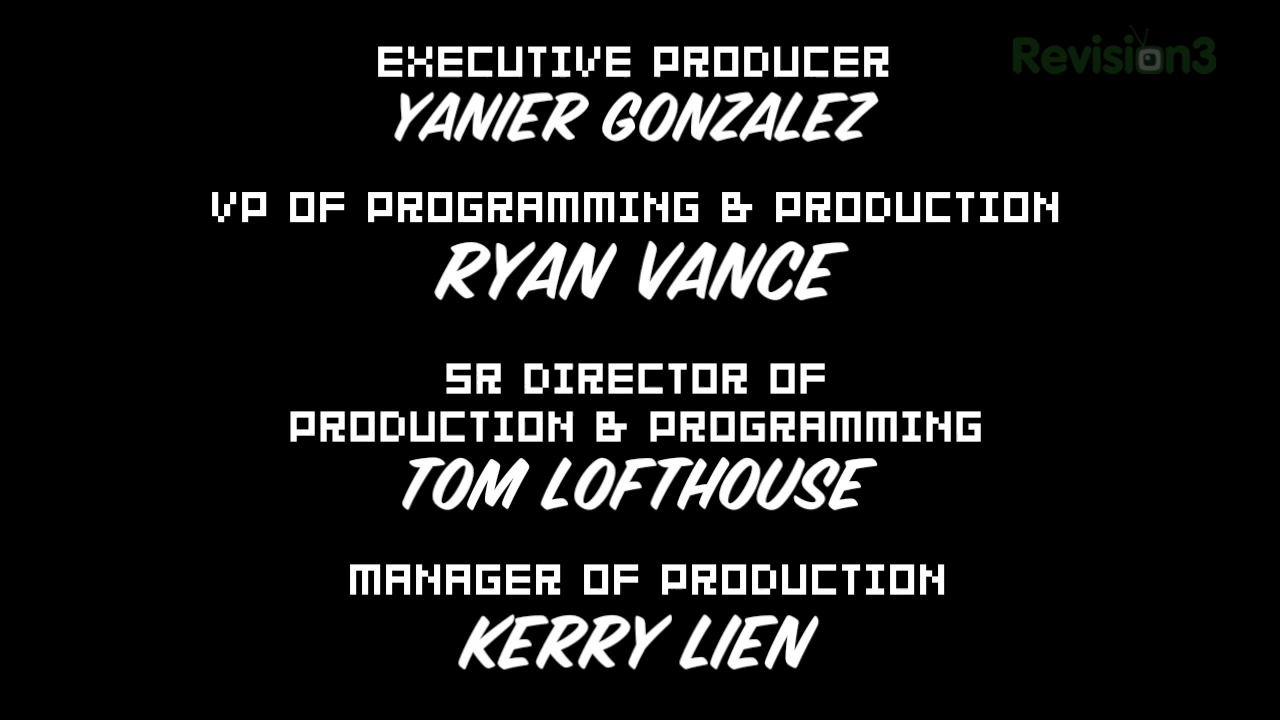 Revision3
EXECUTIVE PRODUCER
YANIER GONZALEZ
VP OF PROGRAMMING & PRODUCTION
RYAN VANCE
SR DIRECTOR OF
PRODUCTION & PROGRAMMING
TOM LOFTHOUSE
MANAGER OF PRODUCTION
KERRY LIEN